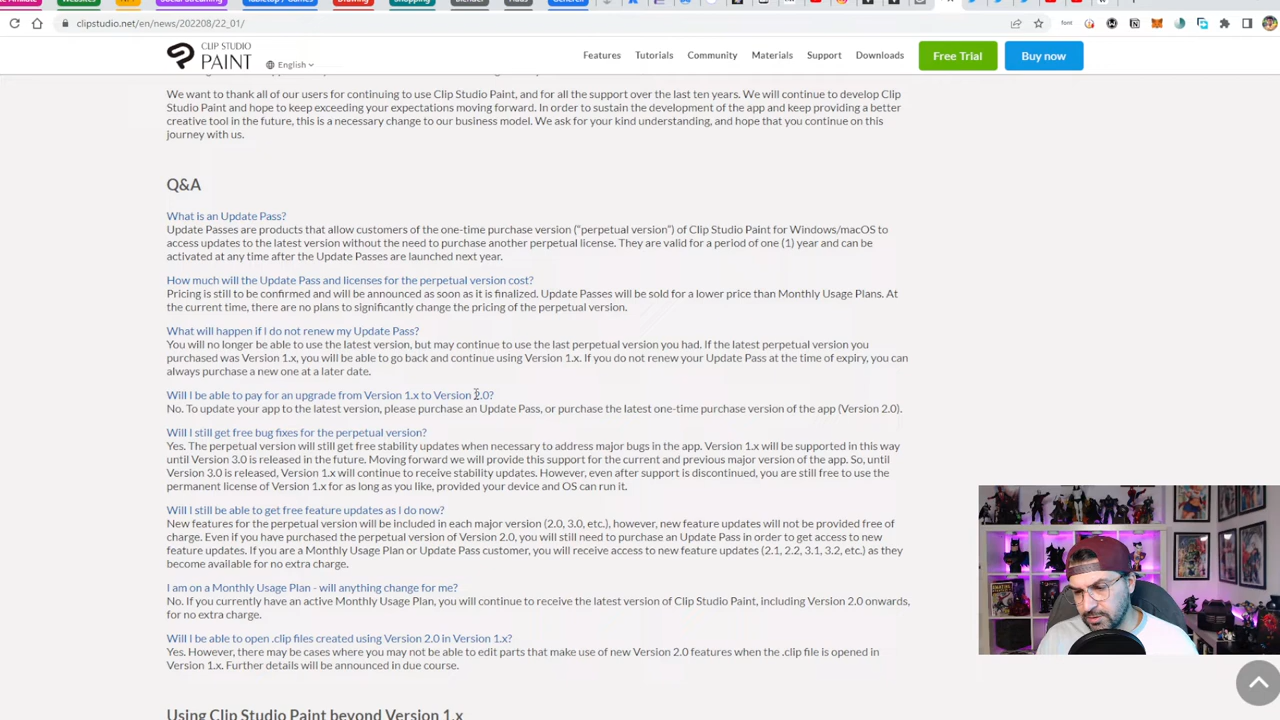 Websites
Social Streaming
Tabletop / Games
Drawing
Shopping
Blender
clipstudio.net/en/news/202208/22_01/
CLIP STUDIO
PAINT
English
Features
Tutorials
Community
Materials
Support
Downloads
Free Trial
Buy now
We want to thank all of our users for continuing to use Clip Studio Paint, and for all the support over the last ten years. We will continue to develop Clip
Studio Paint and hope to keep exceeding your expectations moving forward. In order to sustain the development of the app and keep providing a better
creative tool in the future, this is a necessary change to our business model. We ask for your kind understanding, and hope that you continue on this
journey with us.
Q&A
What is an Update Pass?
Update Passes are products that allow customers of the one-time purchase version ("perpetual version") of Clip Studio Paint for Windows/macOS to
access updates to the latest version without the need to purchase another perpetual license. They are valid for a period of one (1) year and can be
activated at any time after the Update Passes are launched next year.
How much will the Update Pass and licenses for the perpetual version cost?
Pricing is still to be confirmed and will be announced as soon as it is finalized. Update Passes will be sold for a lower price than Monthly Usage Plans. At
the current time, there are no plans to significantly change the pricing of the perpetual version.
What will happen if I do not renew my Update Pass?
You will no longer be able to use the latest version, but may continue to use the last perpetual version you had. If the latest perpetual version you
purchased was Version 1.x, you will be able to go back and continue using Version 1.x. If you do not renew your Update Pass at the time of expiry, you can
always purchase a new one at a later date.
Will I be able to pay for an upgrade from Version 1.x to Version 2.0?
No. To update your app to the latest version, please purchase an Update Pass, or purchase the latest one-time purchase version of the app (Version 2.0).
Will I still get free bug fixes for the perpetual version?
Yes. The perpetual version will still get free stability updates when necessary to address major bugs in the app. Version 1.x will be supported in this way
until Version 3.0 is released in the future. Moving forward we will provide this support for the current and previous major version of the app. So, until
Version 3.0 is released, Version 1.x will continue to receive stability updates. However, even after support is discontinued, you are still free to use the
permanent license of Version 1.x for as long as you like, provided your device and OS can run it.
Will I still be able to get free feature updates as I do now?
New features for the perpetual version will be included in each major version (2.0, 3.0, etc.), however, new feature updates will not be provided free of
charge. Even if you have purchased the perpetual version of Version 2.0, you will still need to purchase an Update Pass in order to get access to new
feature updates. If you are a Monthly Usage Plan or Update Pass customer, you will receive access to new feature updates (2.1, 2.2, 3.1, 3.2, etc.) as they
become available for no extra charge.
I am on a Monthly Usage Plan - will anything change for me?
No. If you currently have an active Monthly Usage Plan, you will continue to receive the latest version of Clip Studio Paint, including Version 2.0 onwards,
for no extra charge.
Will I be able to open .clip files created using Version 2.0 in Version 1.x?
Yes. However, there may be cases where you may not be able to edit parts that make use of new Version 2.0 features when the .clip file is opened in
Version 1.x. Further details will be announced in due course.
Using Clip Studio Paint beyond Version 1.x